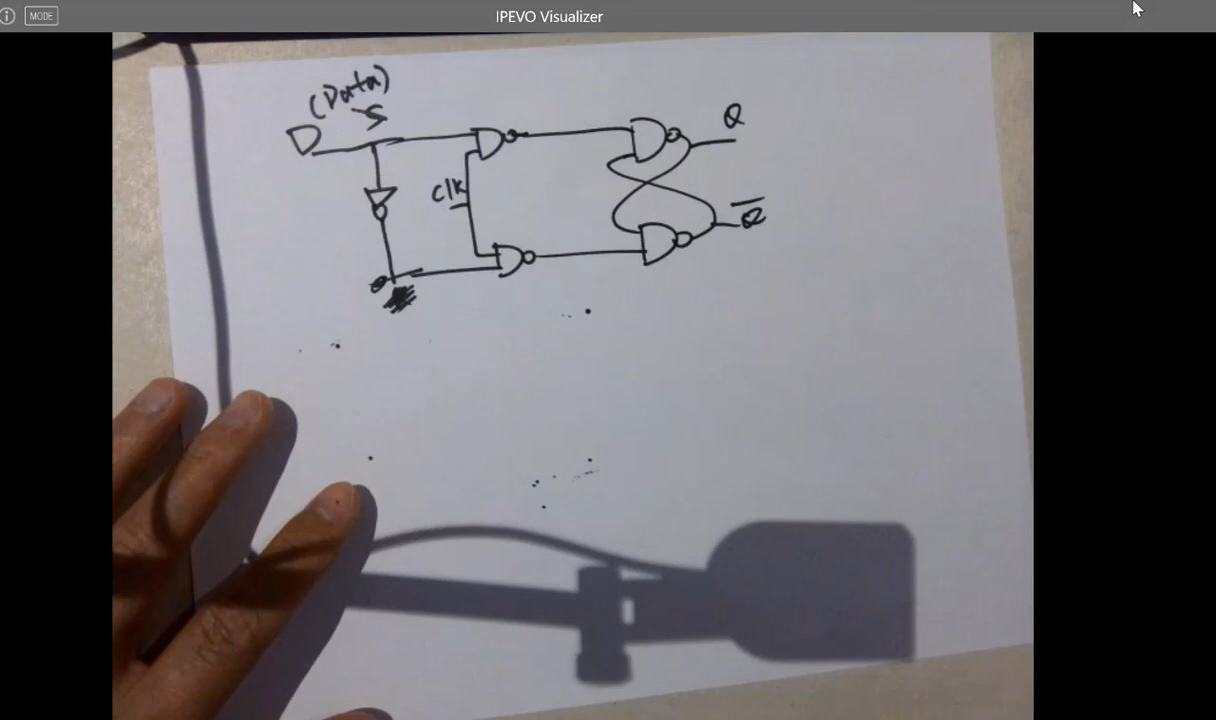 MODE
IPEVO Visualizer
(Data)
D
S
Q
Clk
Q̅